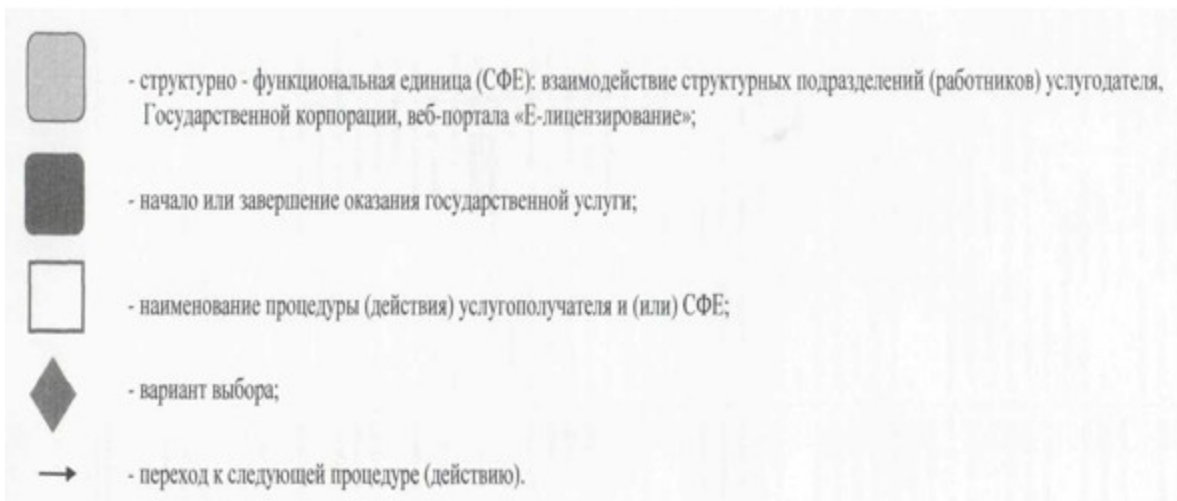 - структурно - функциональная единица (СФЕ): взаимодействие структурных подразделений (работников) услугодателя,
Государственной корпорации, веб-портала «Е-лицензирование»;
- начало или завершение оказания государственной услуги;
- наименование процедуры (действия) услугополучателя и (или) СФЕ;
- вариант выбора;
- переход к следующей процедуре (действию).